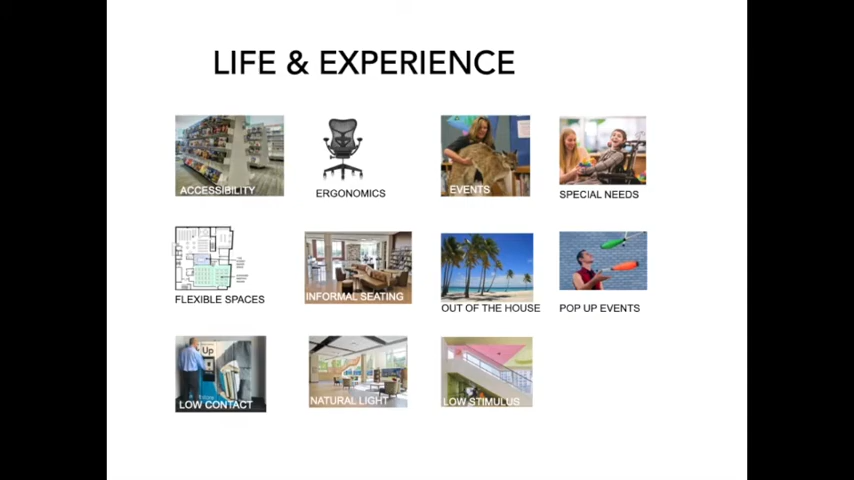 LIFE & EXPERIENCE
ACCESSIBILITY
ERGONOMICS
EVENTS
SPECIAL NEEDS
FLEXIBLE SPACES
INFORMAL SEATING
OUT OF THE HOUSE
POP UP EVENTS
Up
LOW CONTACT
NATURAL LIGHT
LOW STIMULUS